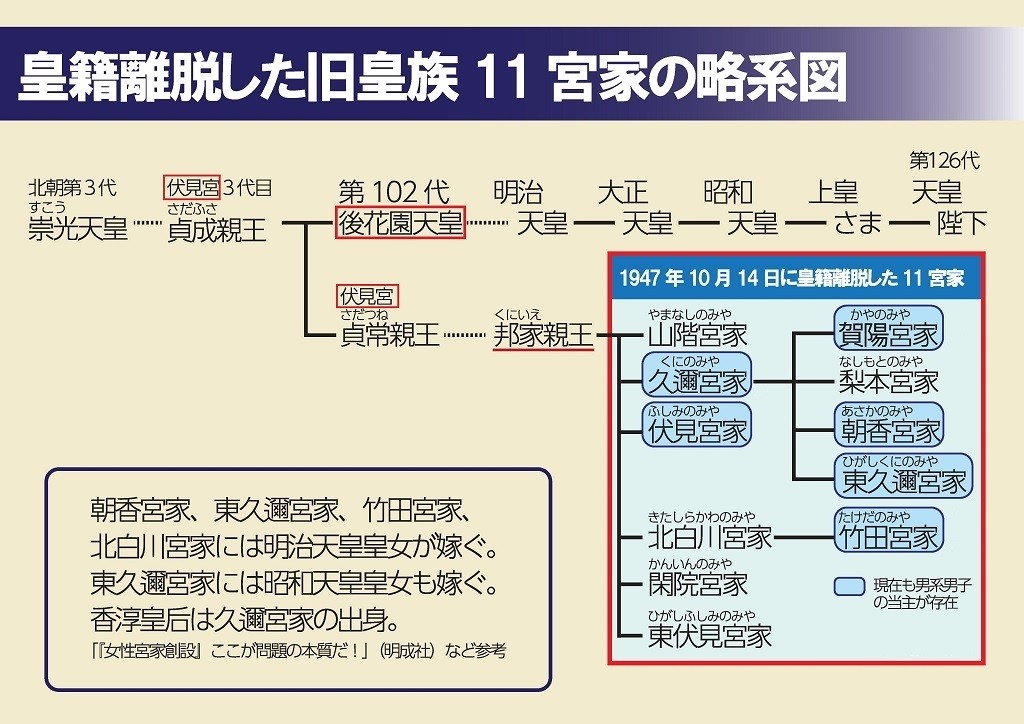 皇籍離脱した旧皇族 11 宮家の略系図
北朝第３代
すこう
崇光天皇
伏見宮３代目
さだふさ
貞成親王
第 102 代
後花園天皇
明治
天皇
大正
天皇
昭和
天皇
上皇
さま
第126代
天皇
陛下
伏見宮
さだつね
貞常親王
くにいえ
邦家親王
1947 年 10 月 14 日に皇籍離脱した 11 宮家
やまなしのみや
山階宮家
くにのみや
久邇宮家
ふしみのみや
伏見宮家
かやのみや
賀陽宮家
なしもとのみや
梨本宮家
あさかのみや
朝香宮家
ひがしくにのみや
東久邇宮家
きたしらかわのみや
北白川宮家
たけだのみや
竹田宮家
かんいんのみや
閑院宮家
ひがしふしみのみや
東伏見宮家
現在も男系男子
の当主が存在
朝香宮家、東久邇宮家、竹田宮家、
北白川宮家には明治天皇皇女が嫁ぐ。
東久邇宮家には昭和天皇皇女も嫁ぐ。
香淳皇后は久邇宮家の出身。
「『女性宮家創設』ここが問題の本質だ！」（明成社）など参考